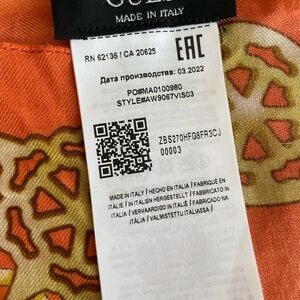 MADE IN ITALY
RN 62136 / CA 20625
EAC
Дата производства: 03.2022
PO#MA0100980
STYLE#AW9067VIS03
ZBS270HFG8FR3CJ
00003
MADE IN ITALY / HECHO EN ITALIA / FABRIQUÉ EN
ITALIE / IN ITALIEN HERGESTELLT / FABBRICATO IN
ITALIA / VERVAARDIGD IN ITALIË / FABRICADO NA
ITÁLIA / VALMISTETTU ITALIASSA /